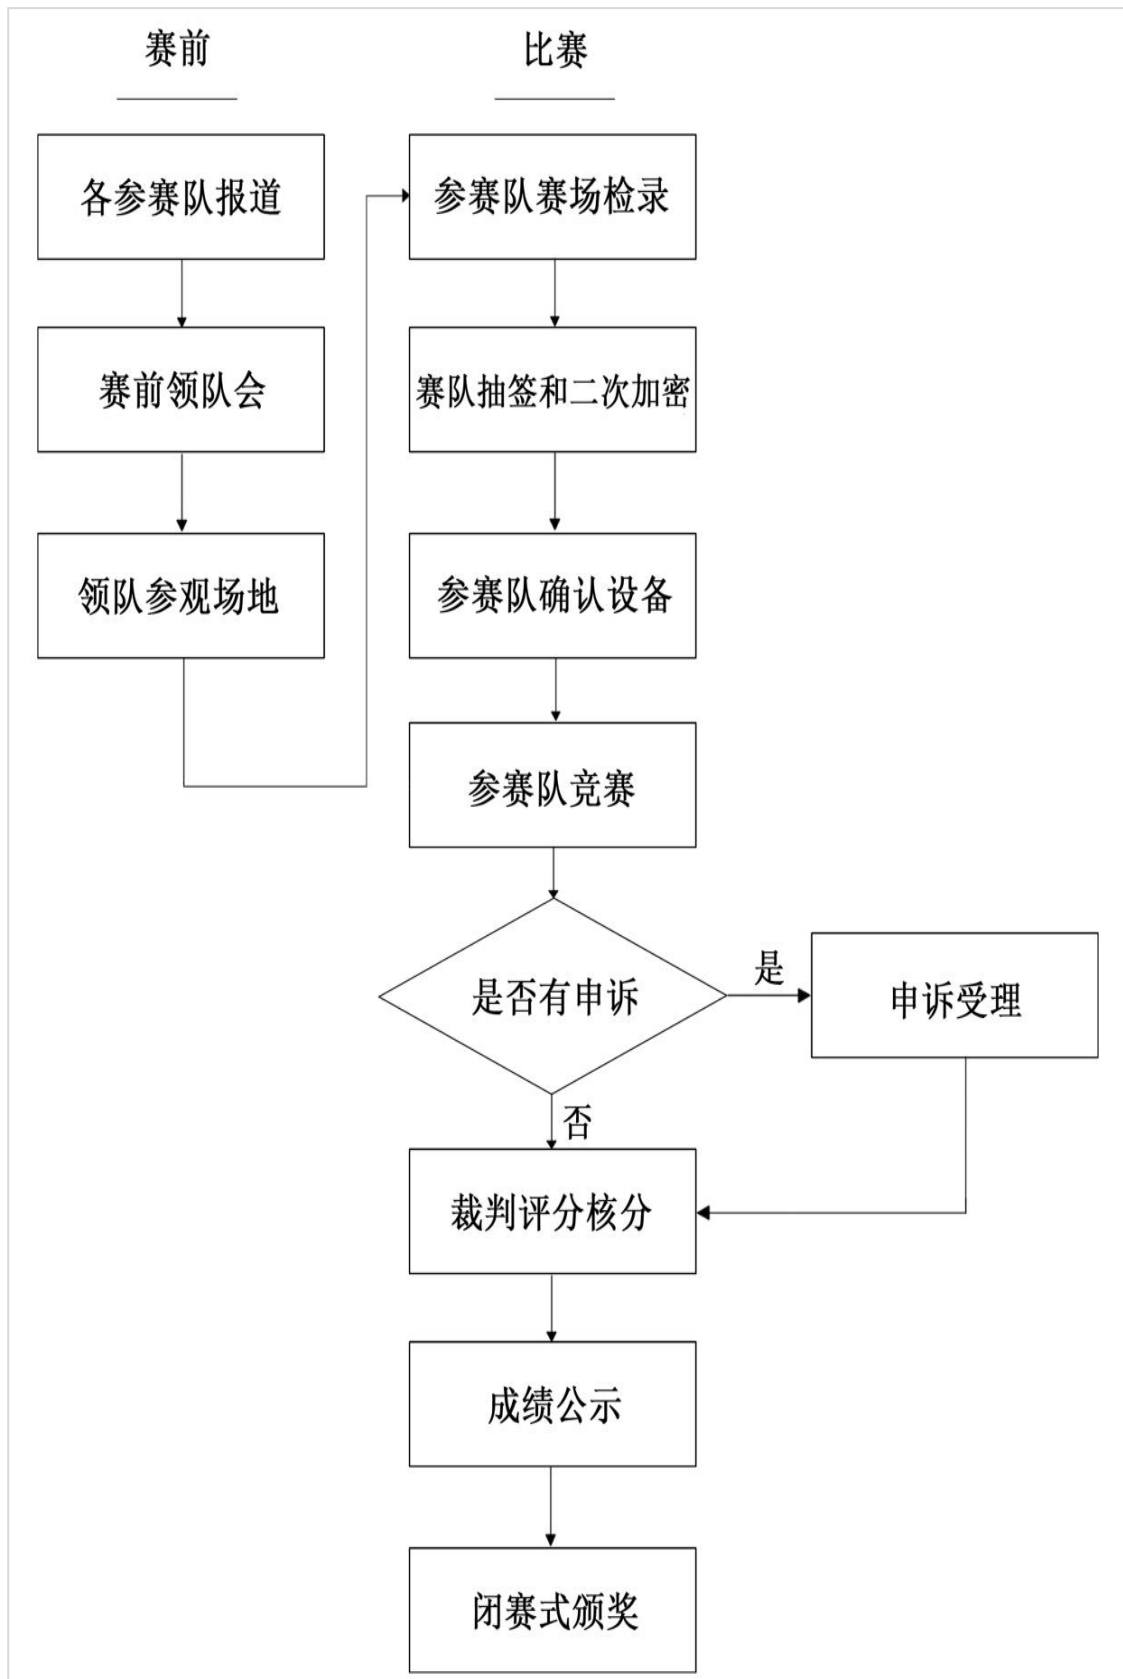 赛前
各参赛队报道
赛前领队会
领队参观场地
比赛
参赛队赛场检录
赛队抽签和二次加密
参赛队确认设备
参赛队竞赛
是否有申诉
是
申诉受理
否
裁判评分核分
成绩公示
闭赛式颁奖